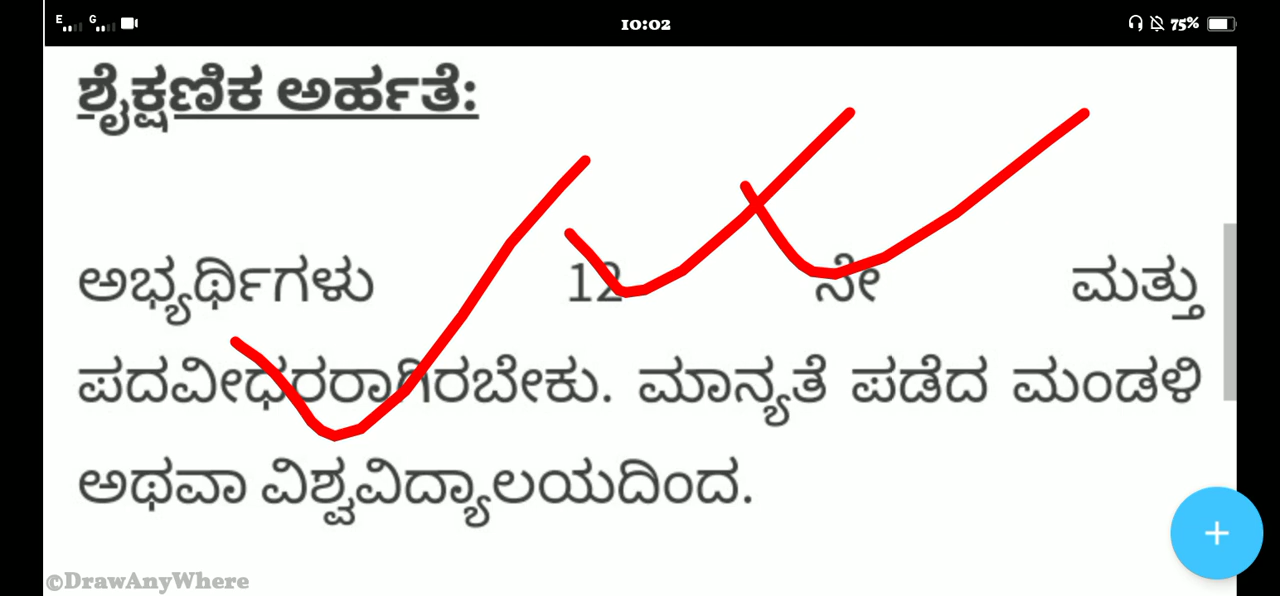 E G 10:02 75%
ಶೈಕ್ಷಣಿಕ ಅರ್ಹತೆ:
ಅಭ್ಯರ್ಥಿಗಳು 12 ನೇ ಮತ್ತು
ಪದವೀಧರರಾಗಿರಬೇಕು. ಮಾನ್ಯತೆ ಪಡೆದ ಮಂಡಳಿ
ಅಥವಾ ವಿಶ್ವವಿದ್ಯಾಲಯದಿಂದ.
©DrawAnyWhere